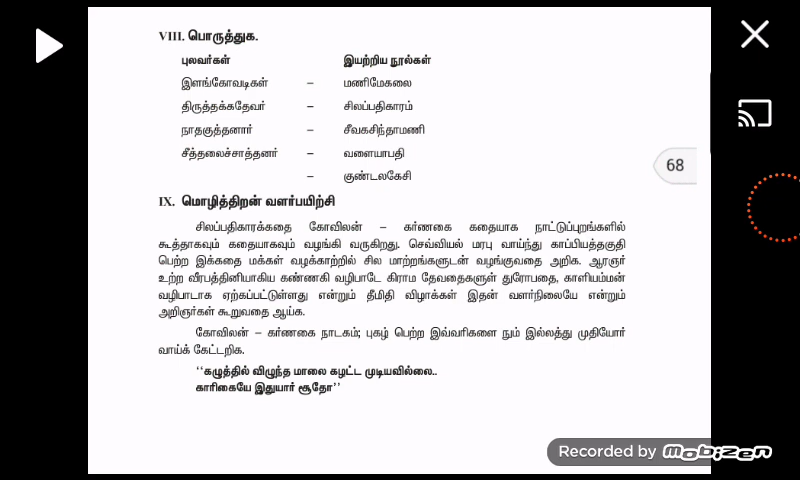 VIII. பொருத்துக.
புலவர்கள் இயற்றிய நூல்கள்
இளங்கோவடிகள் – மணிமேகலை
திருத்தக்கதேவர் – சிலப்பதிகாரம்
நாதகுத்தனார் – சீவகசிந்தாமணி
சீத்தலைச்சாத்தனர் – வளையாபதி
– குண்டலகேசி
68
IX. மொழித்திறன் வளர்பயிற்சி
சிலப்பதிகாரக்கதை கோவிலன் – கர்ணகை கதையாக நாட்டுப்புறங்களில்
கூத்தாகவும் கதையாகவும் வழங்கி வருகிறது. செவ்வியல் மரபு வாய்ந்து காப்பியத்தகுதி
பெற்ற இக்கதை மக்கள் வழக்காற்றில் சில மாற்றங்களுடன் வழங்குவதை அறிக. ஆரஞர்
உற்ற வீரபத்தினியாகிய கண்ணகி வழிபாடே கிராம தேவதைகளுள் துரோபதை, காளியம்மன்
வழிபாடாக ஏற்கப்பட்டுள்ளது என்றும் தீமிதி விழாக்கள் இதன் வளர்நிலையே என்றும்
அறிஞர்கள் கூறுவதை ஆய்க.
கோவிலன் – கர்ணகை நாடகம்; புகழ் பெற்ற இவ்வரிகளை நும் இல்லத்து முதியோர்
வாய்க் கேட்டறிக.
‘‘கழுத்தில் விழுந்த மாலை கழட்ட முடியவில்லை..
காரிகையே இதுயார் சூதோ’’
Recorded by mobizen